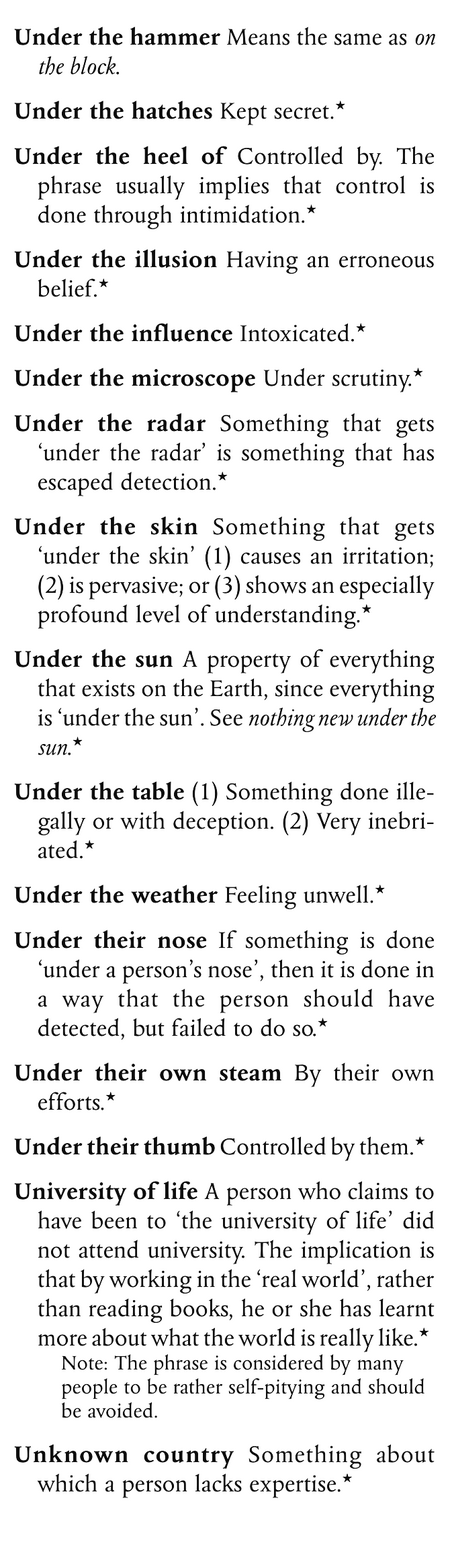 Under the hammer Means the same as on
the block.
Under the hatches Kept secret.★
Under the heel of Controlled by. The
phrase usually implies that control is
done through intimidation.★
Under the illusion Having an erroneous
belief.★
Under the influence Intoxicated.★
Under the microscope Under scrutiny.★
Under the radar Something that gets
‘under the radar’ is something that has
escaped detection.★
Under the skin Something that gets
‘under the skin’ (1) causes an irritation;
(2) is pervasive; or (3) shows an especially
profound level of understanding.★
Under the sun A property of everything
that exists on the Earth, since everything
is ‘under the sun’. See nothing new under the
sun.★
Under the table (1) Something done ille-
gally or with deception. (2) Very inebri-
ated.★
Under the weather Feeling unwell.★
Under their nose If something is done
‘under a person’s nose’, then it is done in
a way that the person should have
detected, but failed to do so.★
Under their own steam By their own
efforts.★
Under their thumb Controlled by them.★
University of life A person who claims to
have been to ‘the university of life’ did
not attend university. The implication is
that by working in the ‘real world’, rather
than reading books, he or she has learnt
more about what the world is really like.★
Note: The phrase is considered by many
people to be rather self-pitying and should
be avoided.
Unknown country Something about
which a person lacks expertise.★